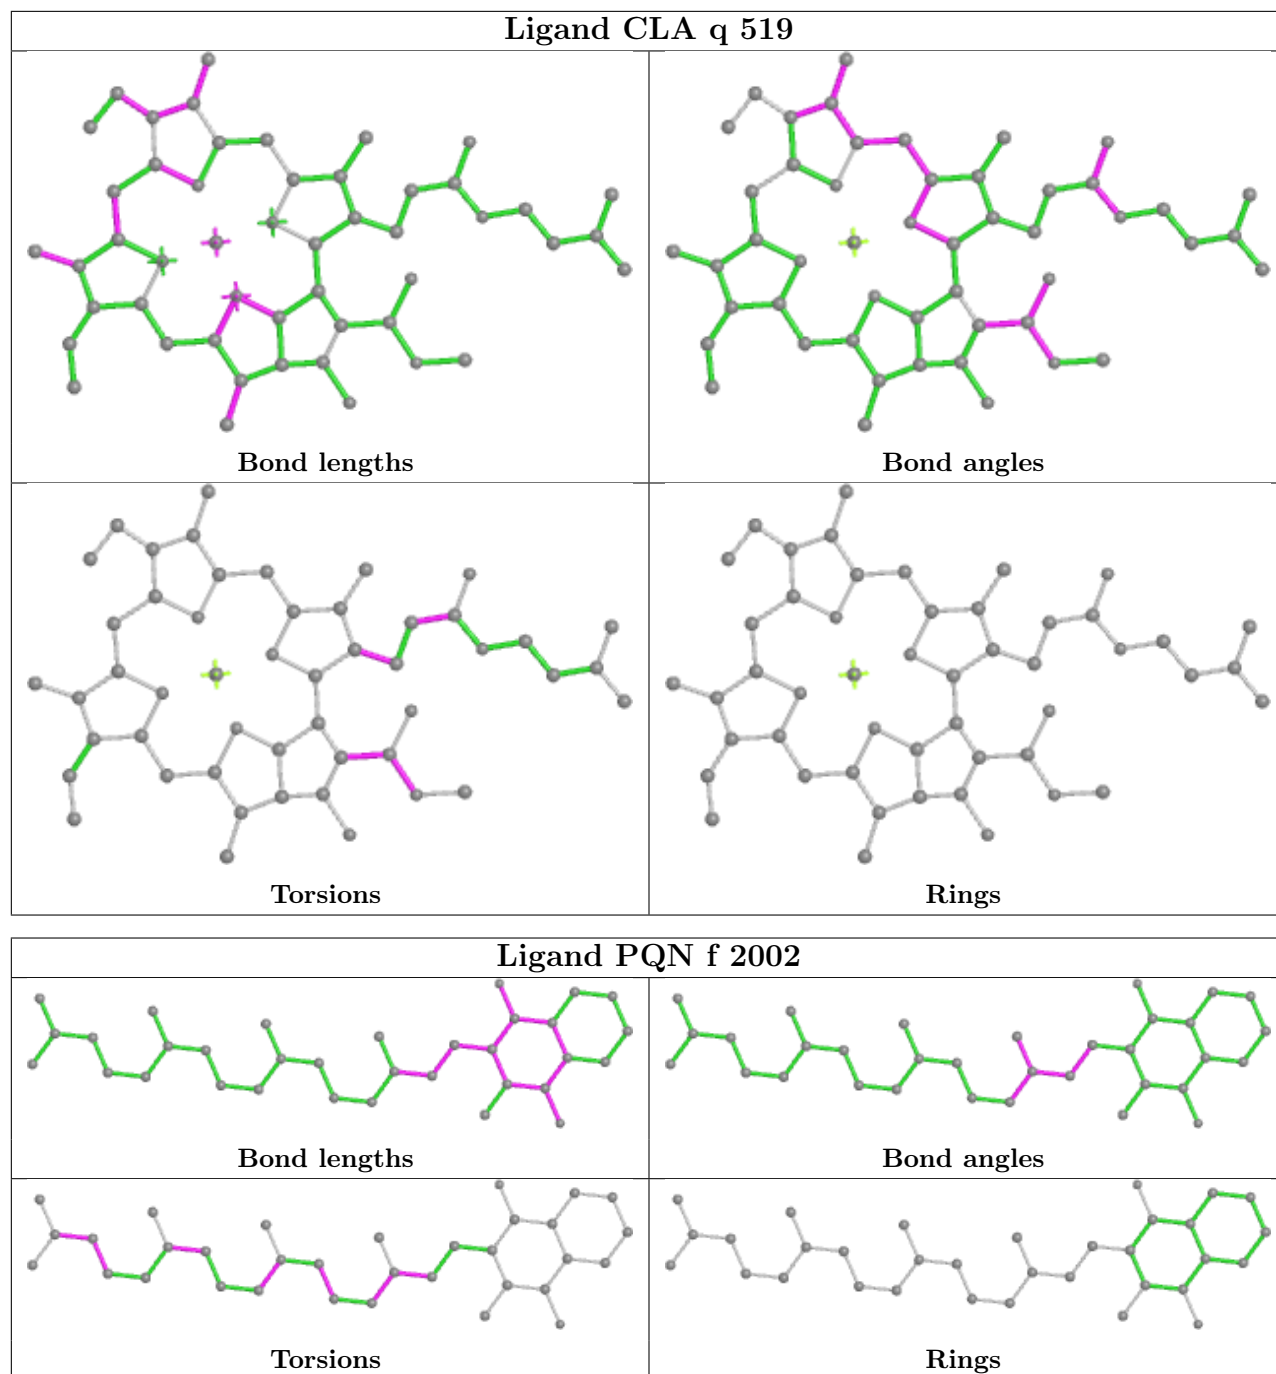 Ligand CLA q 519
Bond lengths
Bond angles
Torsions
Rings
Ligand PQN f 2002
Bond lengths
Bond angles
Torsions
Rings